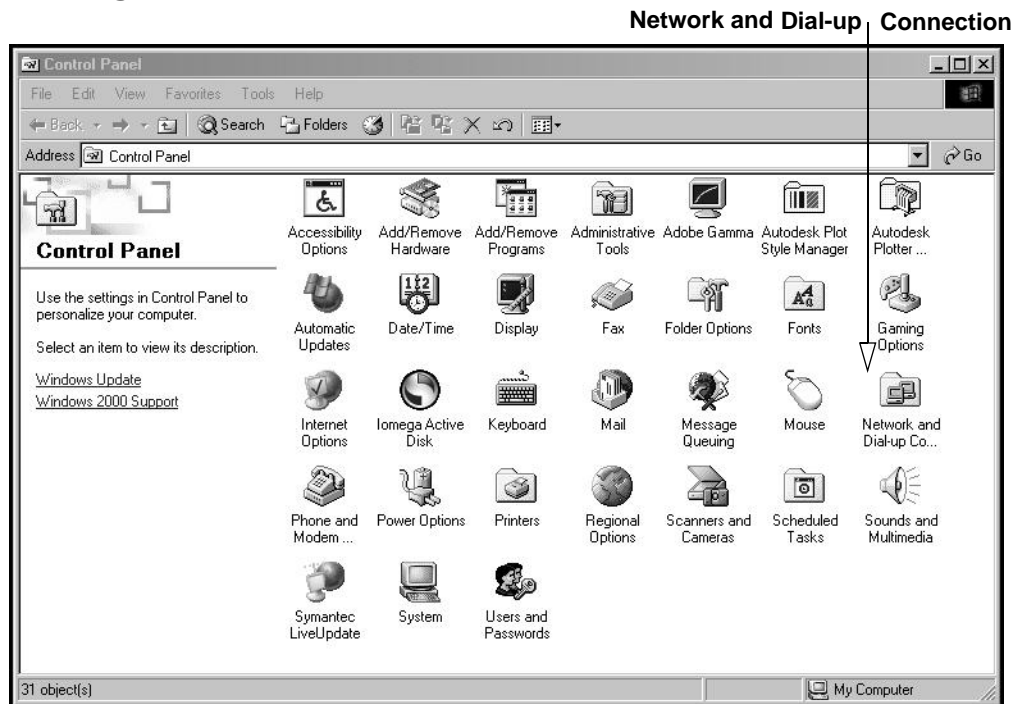 Network and Dial-up Connection
Control Panel
File Edit View Favorites Tools Help
Back Search Folders
Address Control Panel Go
Control Panel
Use the settings in Control Panel to
personalize your computer.
Select an item to view its description.
Windows Update
Windows 2000 Support
Accessibility
Options
Add/Remove
Hardware
Add/Remove
Programs
Administrative
Tools
Adobe Gamma
Autodesk Plot
Style Manager
Autodesk
Plotter ...
Automatic
Updates
Date/Time
Display
Fax
Folder Options
Fonts
Gaming
Options
Internet
Options
Iomega Active
Disk
Keyboard
Mail
Message
Queuing
Mouse
Network and
Dial-up Co...
Phone and
Modem ...
Power Options
Printers
Regional
Options
Scanners and
Cameras
Scheduled
Tasks
Sounds and
Multimedia
Symantec
LiveUpdate
System
Users and
Passwords
31 object(s) My Computer